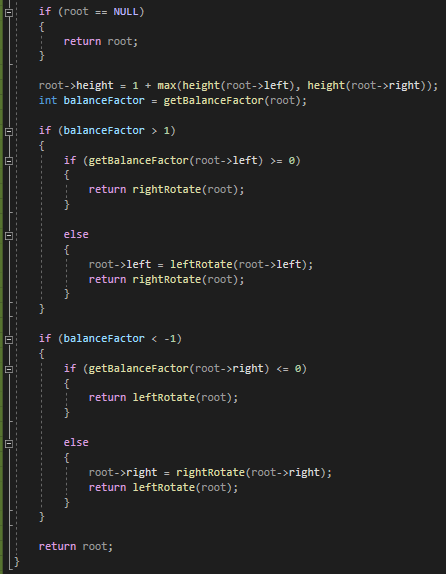 if (root == NULL)
{
return root;
}
root->height = 1 + max(height(root->left), height(root->right));
int balanceFactor = getBalanceFactor(root);
if (balanceFactor > 1)
{
if (getBalanceFactor(root->left) >= 0)
{
return rightRotate(root);
}
else
{
root->left = leftRotate(root->left);
return rightRotate(root);
}
}
if (balanceFactor < -1)
{
if (getBalanceFactor(root->right) <= 0)
{
return leftRotate(root);
}
else
{
root->right = rightRotate(root->right);
return leftRotate(root);
}
}
return root;
}